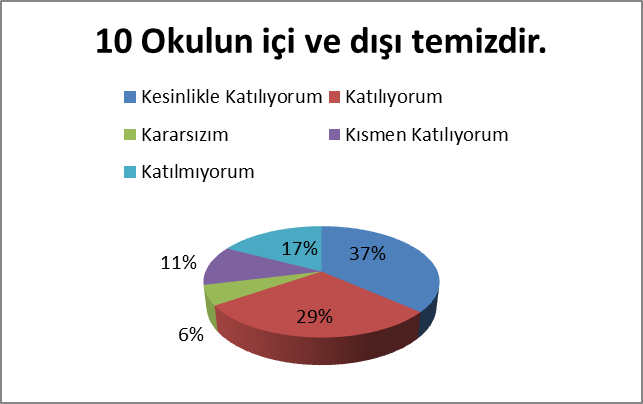 10 Okulun içi ve dışı temizdir.
Kesinlikle Katılıyorum Katılıyorum
Kararsızım Kısmen Katılıyorum
Katılmıyorum
17% 37%
11%
29%
6%